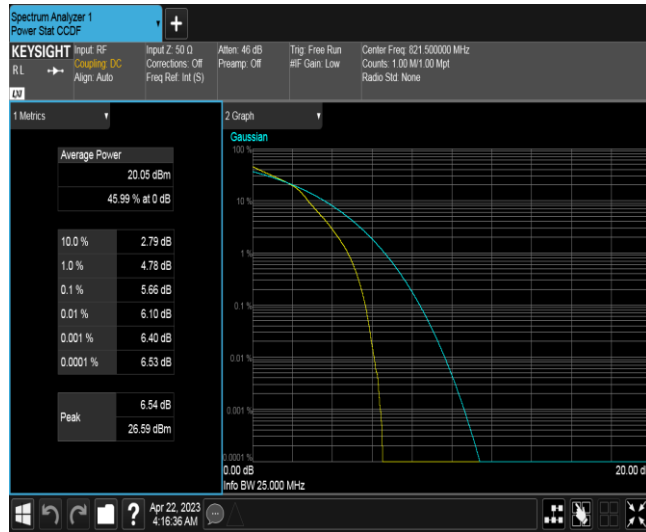 Spectrum Analyzer 1
Power Stat CCDF
+
KEYSIGHT
RL
LXI
Input: RF
Coupling: DC
Align: Auto
Input Z: 50 Ω
Corrections: Off
Freq Ref: Int (S)
Atten: 46 dB
Preamp: Off
Trig: Free Run
#IF Gain: Low
Center Freq: 821.500000 MHz
Counts: 1.00 M/1.00 Mpt
Radio Std: None
1 Metrics
Average Power
20.05 dBm
45.99 % at 0 dB
10.0 % 2.79 dB
1.0 % 4.78 dB
0.1 % 5.66 dB
0.01 % 6.10 dB
0.001 % 6.40 dB
0.0001 % 6.53 dB
Peak
6.54 dB
26.59 dBm
2 Graph
Gaussian
100 %
10 %
1 %
0.1 %
0.01 %
0.001 %
0.0001 %
0.00 dB
20.00 d
Info BW 25.000 MHz
?
Apr 22, 2023
4:16:36 AM